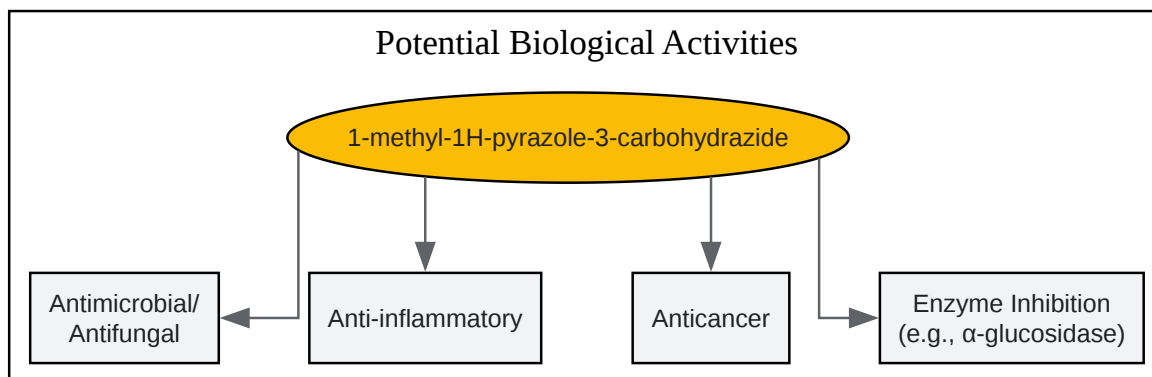 Potential Biological Activities
1-methyl-1H-pyrazole-3-carbohydrazide
Antimicrobial/
Antifungal
Anti-inflammatory
Anticancer
Enzyme Inhibition
(e.g., α-glucosidase)